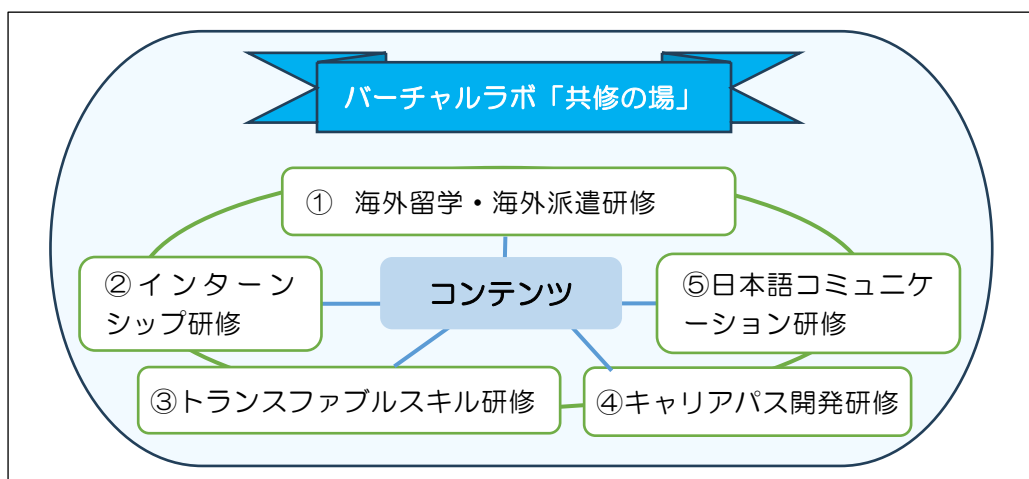 バーチャルラボ「共修の場」
① 海外留学・海外派遣研修
②インターン
シップ研修
コンテンツ
⑤日本語コミュニケ
ーション研修
③トランスファブルスキル研修
④キャリアパス開発研修